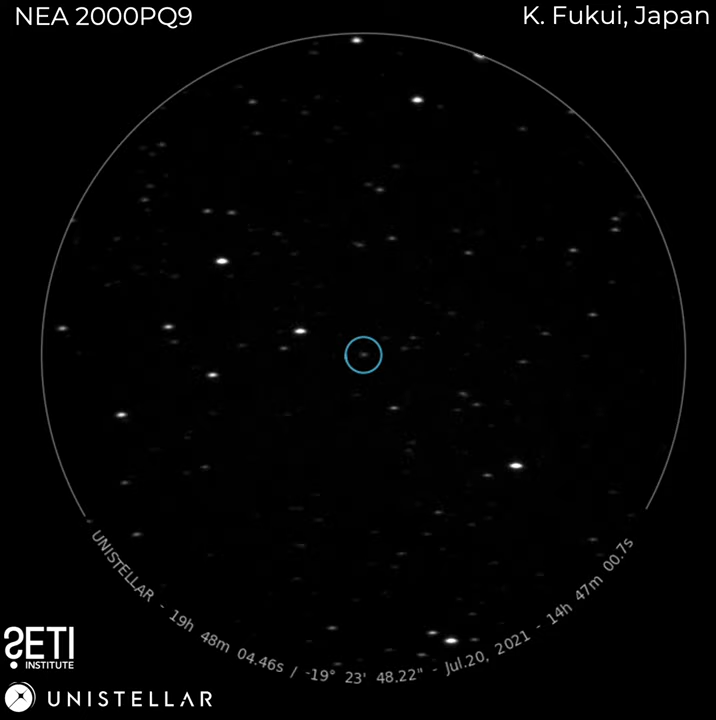 NEA 2000PQ9
K. Fukui, Japan
UNISTELLAR - 19h 48m 04.46s / -19° 23' 48.22" - Jul.20, 2021 - 14h 47m 00.7s
SETI
INSTITUTE
UNISTELLAR